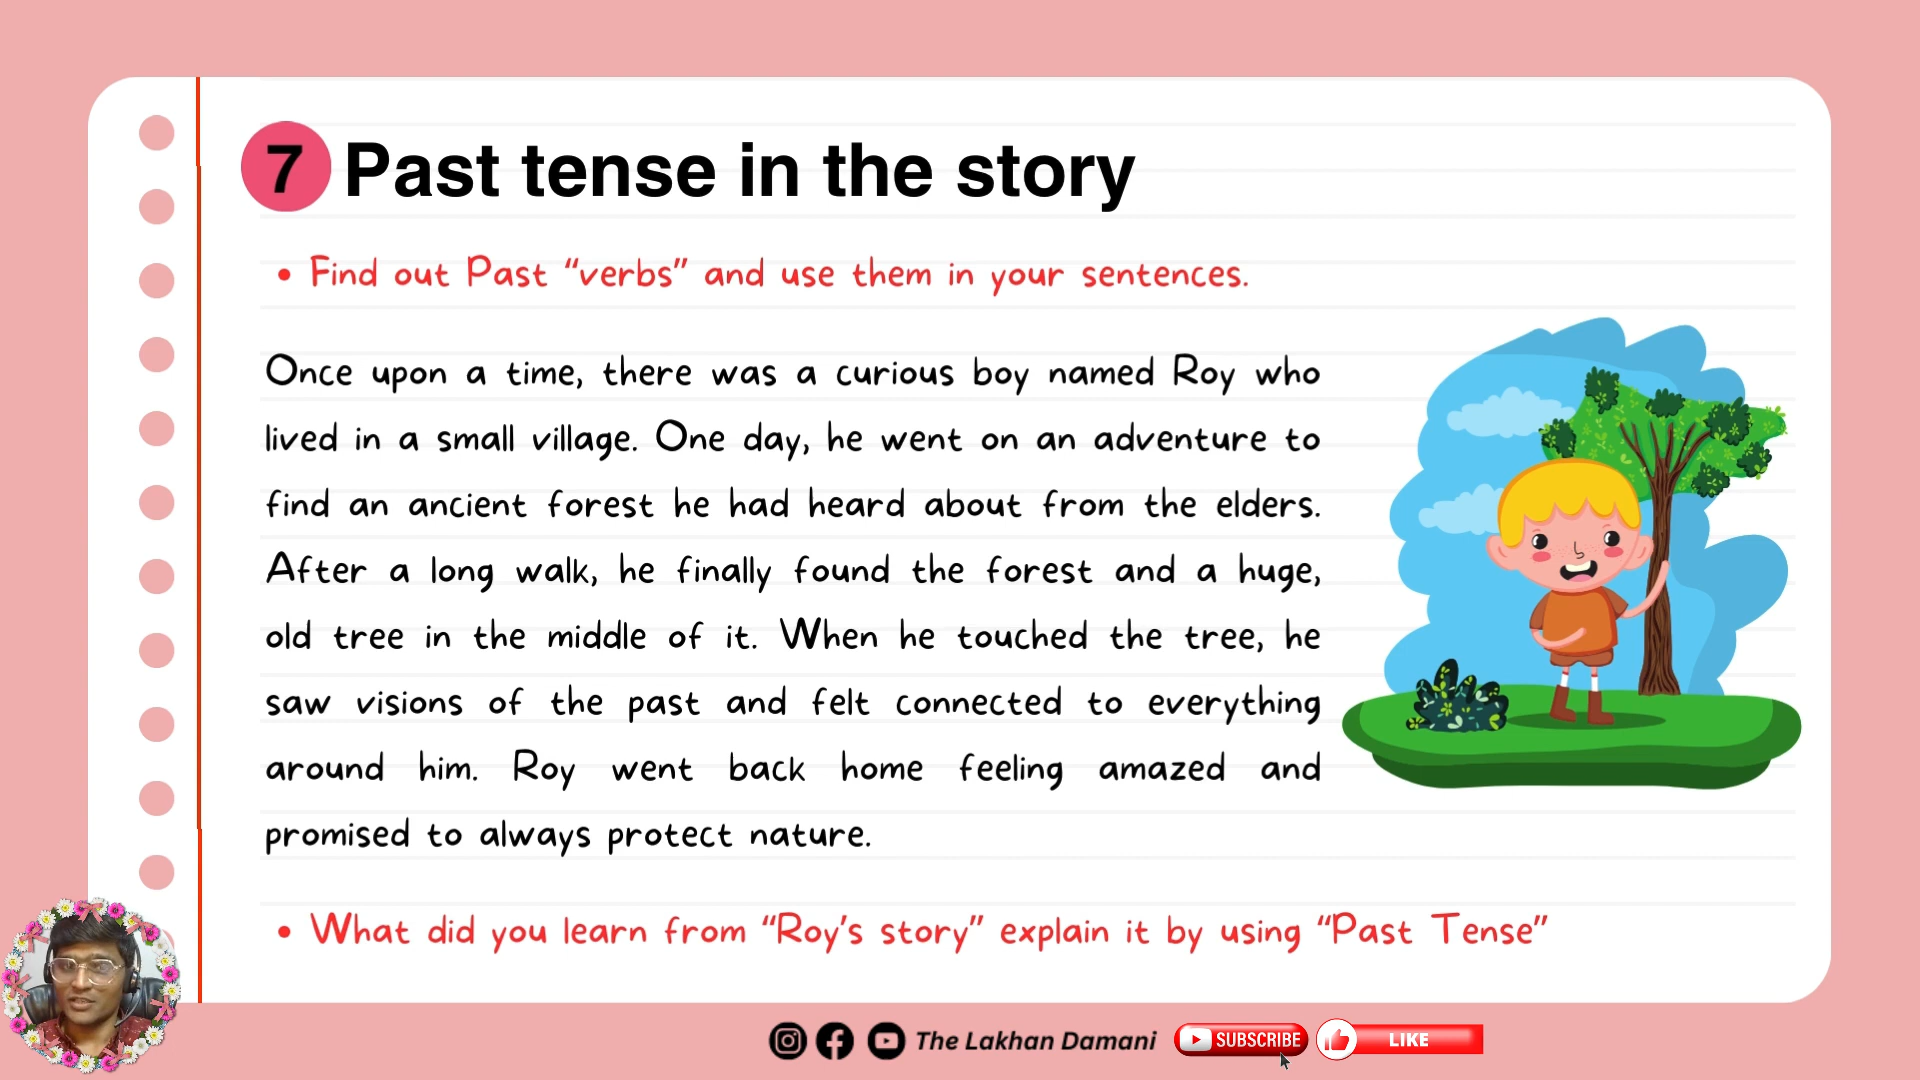 7 Past tense in the story
• Find out Past “verbs” and use them in your sentences.
Once upon a time, there was a curious boy named Roy who
lived in a small village. One day, he went on an adventure to
find an ancient forest he had heard about from the elders.
After a long walk, he finally found the forest and a huge,
old tree in the middle of it. When he touched the tree, he
saw visions of the past and felt connected to everything
around him. Roy went back home feeling amazed and
promised to always protect nature.
• What did you learn from “Roy’s story” explain it by using “Past Tense”
The Lakhan Damani SUBSCRIBE LIKE